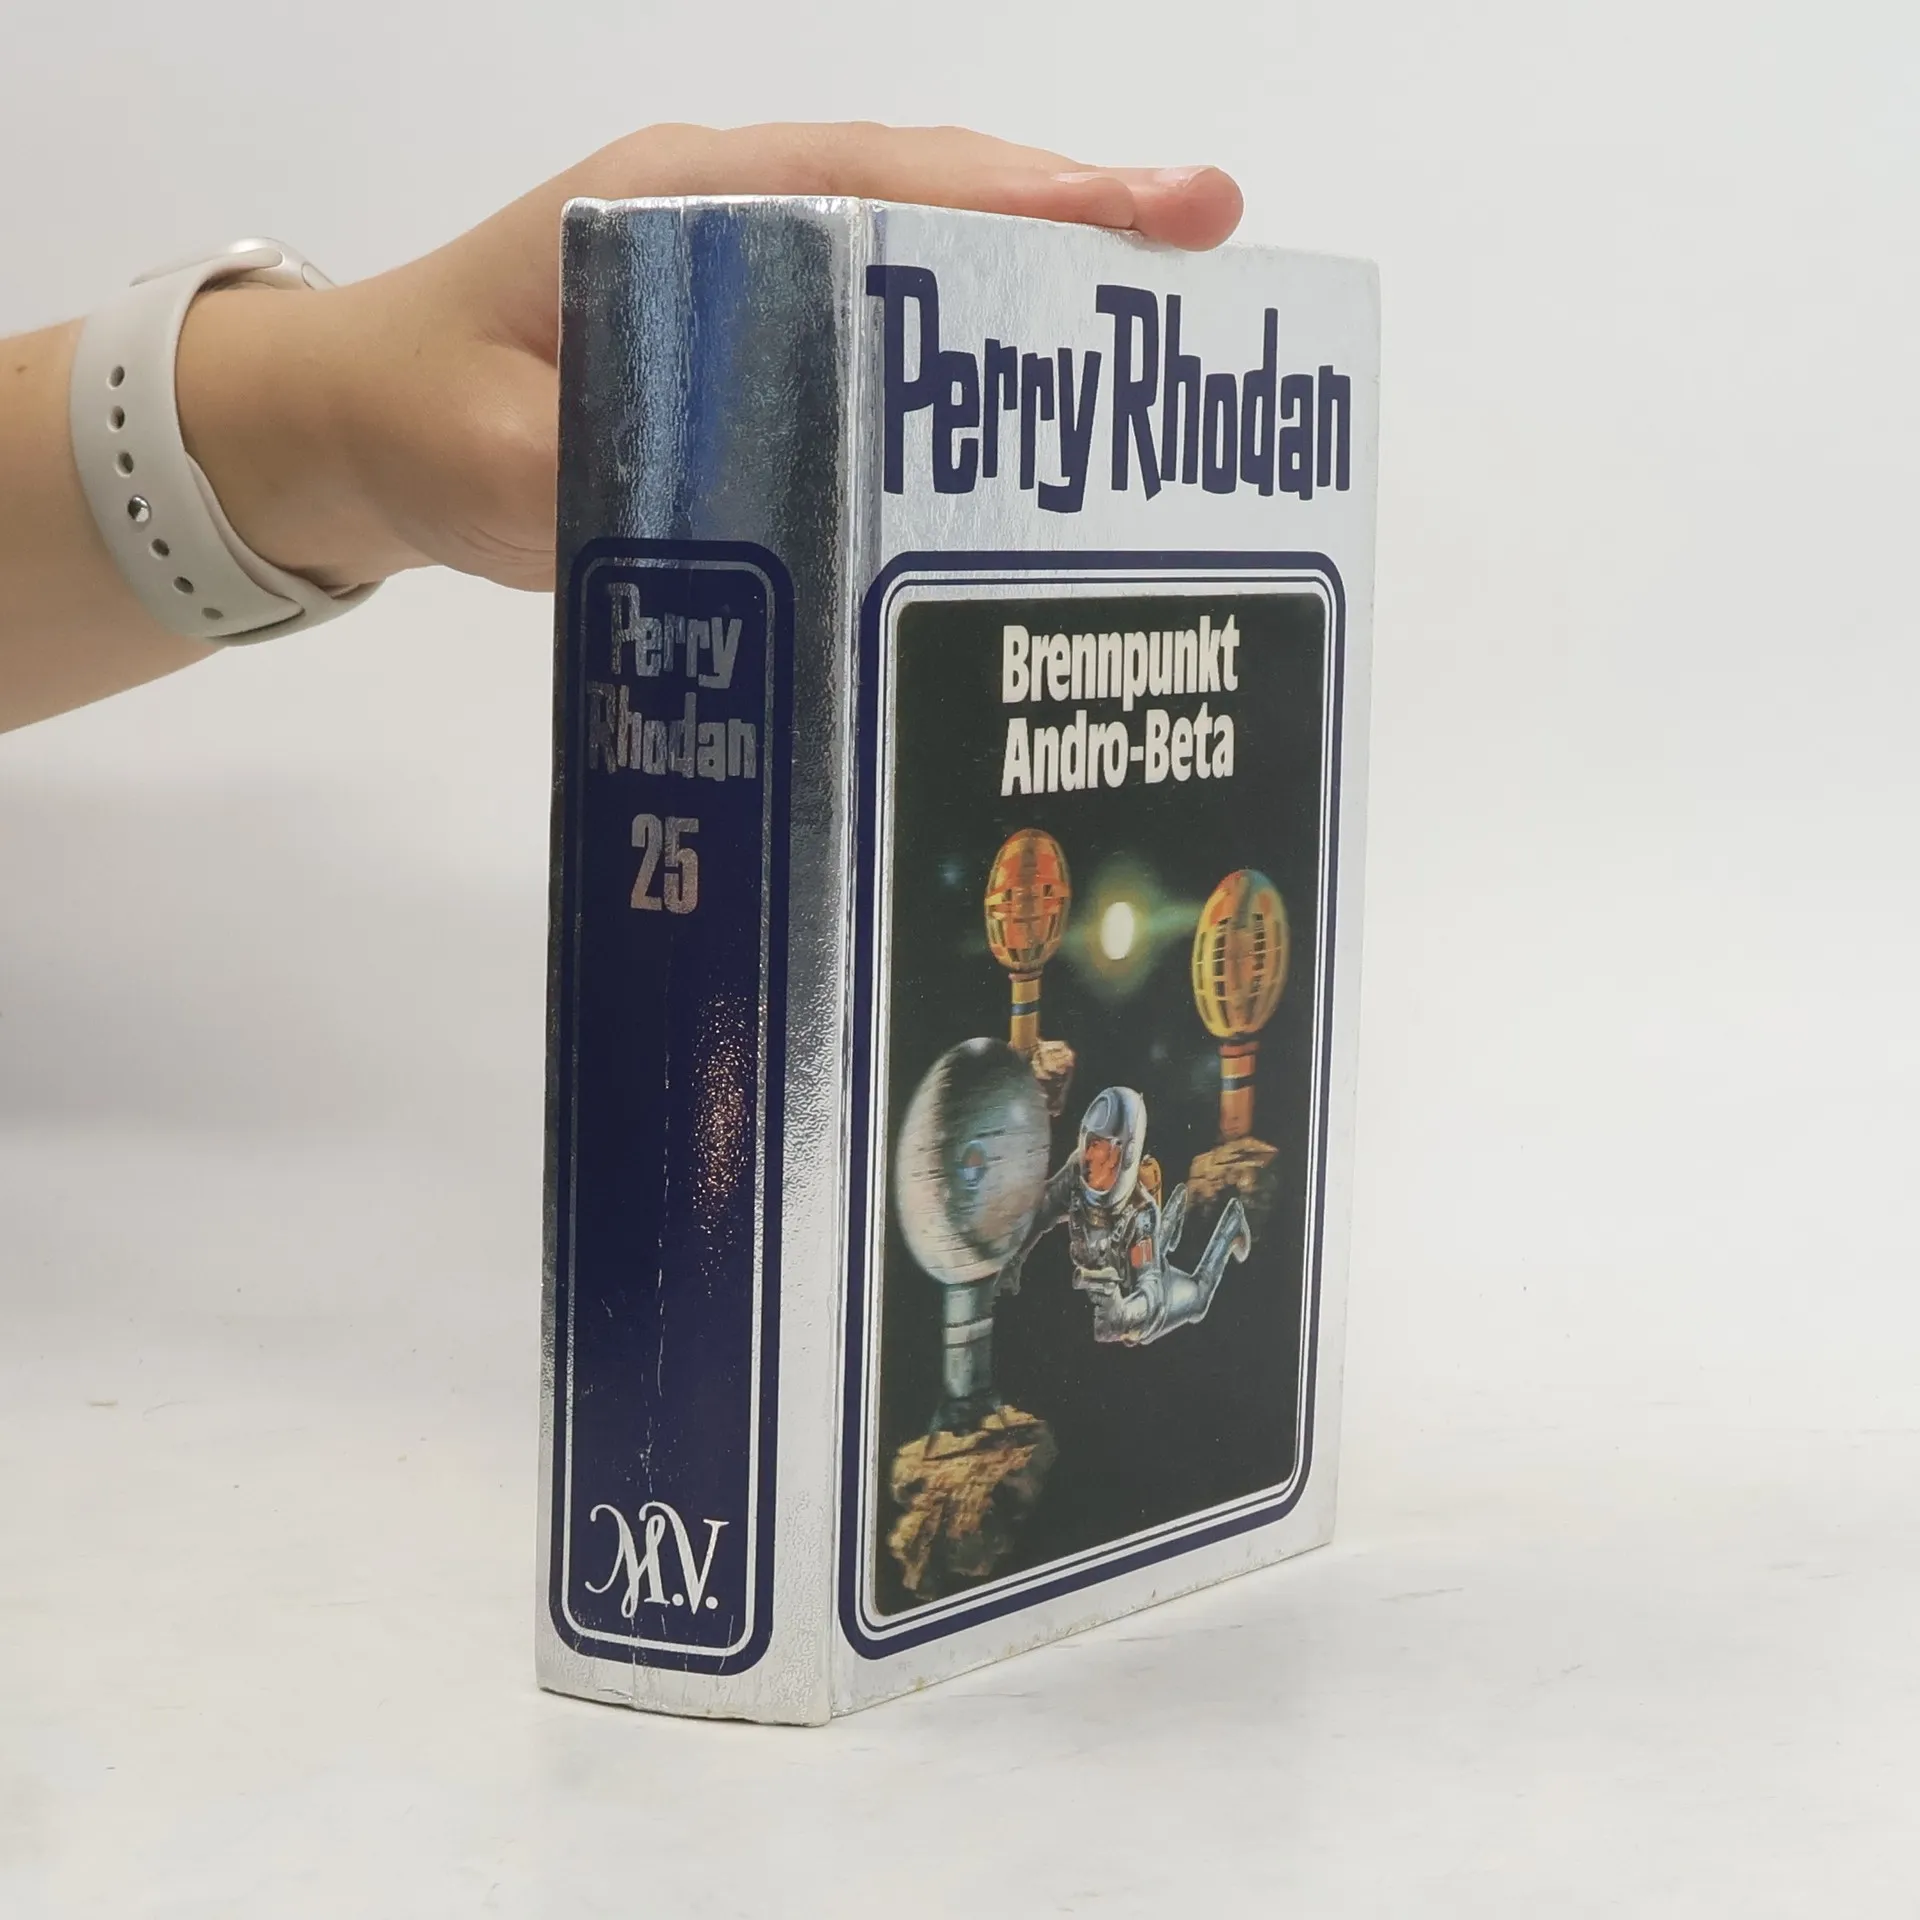 Perry Rhodan
Brennpunkt
Andro-Beta
Perry
Rhodan
25
M.V.